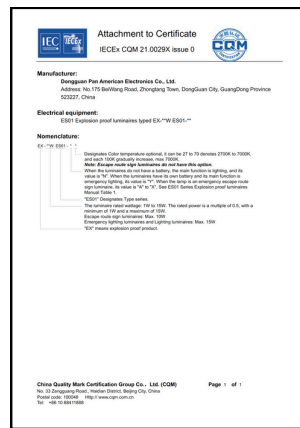 IEC
IECEx
Attachment to Certificate
IECEx CQM 21.0029X issue 0
CQM
Manufacturer:
Dongguan Pan American Electronics Co., Ltd.
Address: No.175 BeiWang Road, Zhongtang Town, DongGuan City, GuangDong Province
523227, China
Electrical equipment:
ES01 Explosion proof luminaires typed EX-**W ES01-**
Nomenclature:
EX-**W ES01-* *
Designates Color temperature optional, it can be 27 to 70 denotes 2700K to 7000K,
and each 100K gradually increase, max 7000K.
Note: Escape route sign luminaires do not have this option.
When the luminaires do not have a battery, the main function is lighting, and its
value is "N". When the luminaires have its own battery and its main function is
emergency lighting, its value is "Y". When the lamp is an emergency escape route
sign luminaire, its value is "A" to "X". See ES01 Series Explosion proof luminaires
Manual Table 1.
"ES01" Designates Type series.
The luminaire rated wattage: 1W to 15W. The rated power is a multiple of 0.5, with a
minimum of 1W and a maximum of 15W.
Escape route sign luminaires: Max. 10W
Emergency lighting luminaires and Lighting luminaires: Max. 15W
"EX" means explosion proof product.
China Quality Mark Certification Group Co., Ltd. (CQM)
Page 1 of 1
No. 33 Zengguang Road, Haidian District, Beijing City, China
Postal code: 100048 Http:// www.cqm.com.cn
Tel: +86 10 88411888